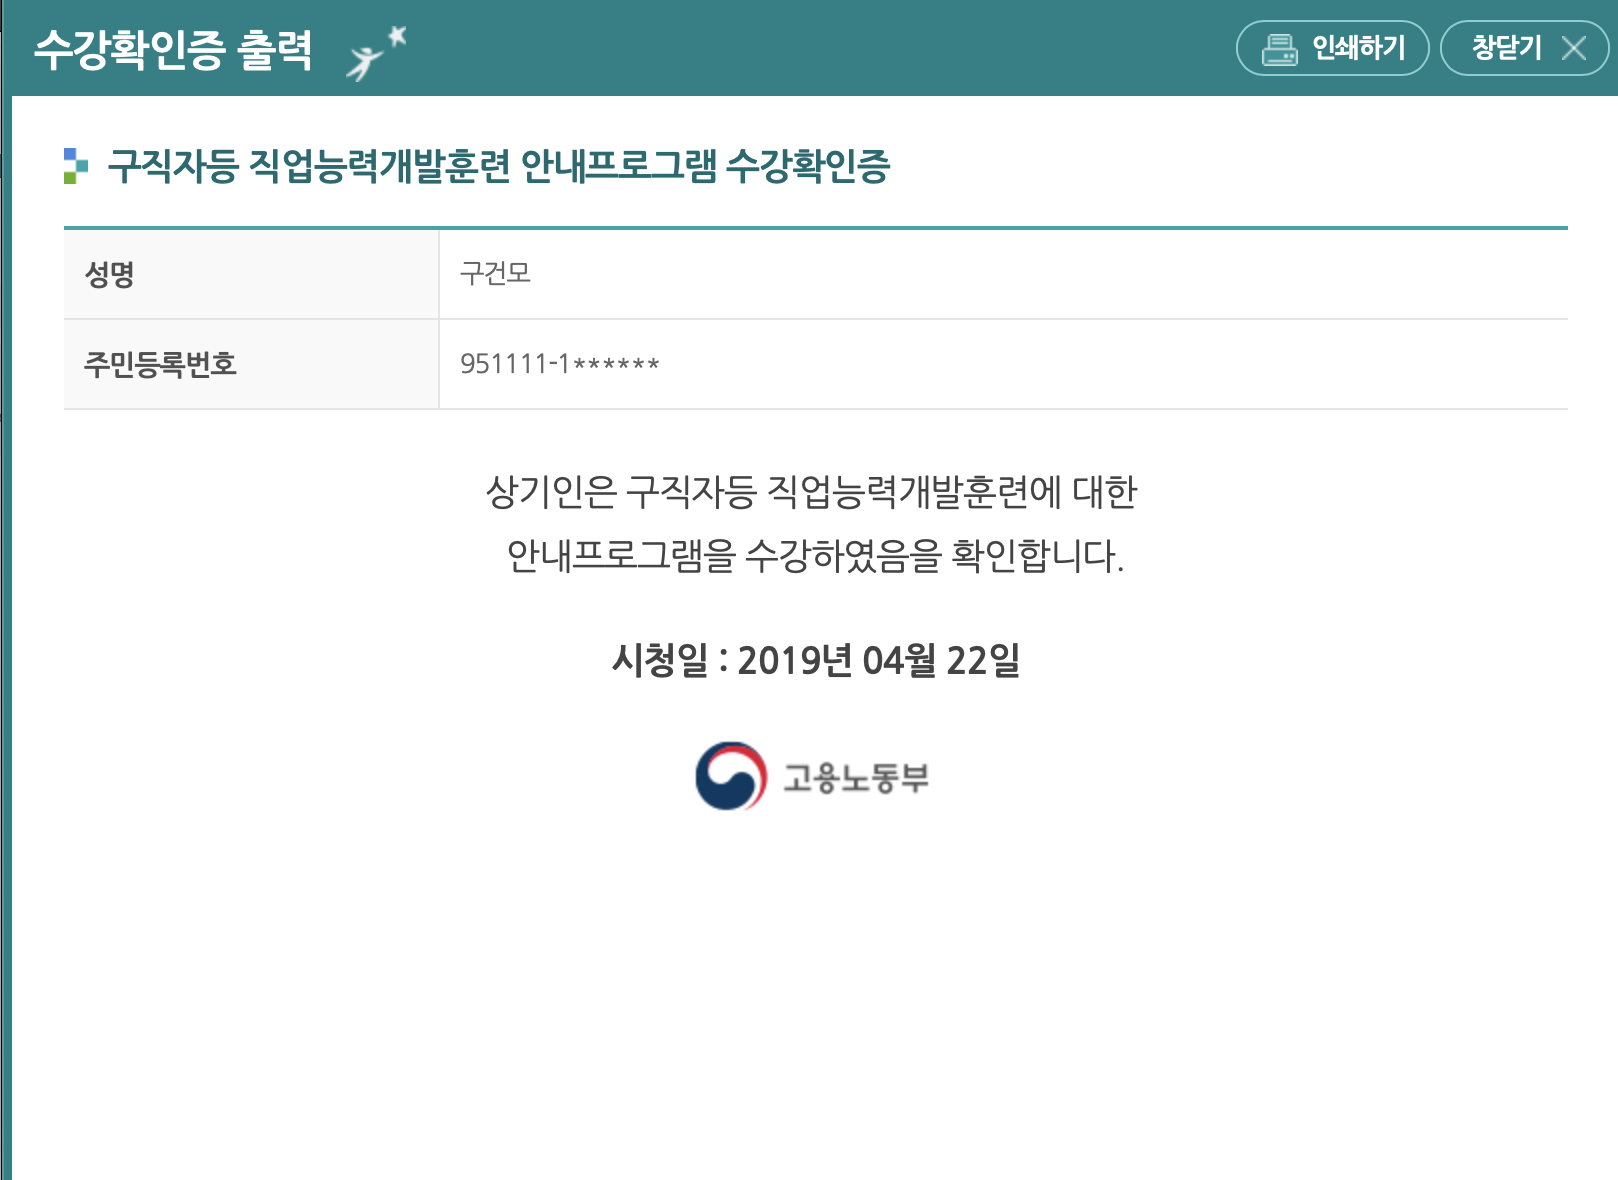 수강확인증 출력
인쇄하기
창닫기
구직자등 직업능력개발훈련 안내프로그램 수강확인증
성명
구건모
주민등록번호
951111-1******
상기인은 구직자등 직업능력개발훈련에 대한
안내프로그램을 수강하였음을 확인합니다.
시청일 : 2019년 04월 22일
고용노동부